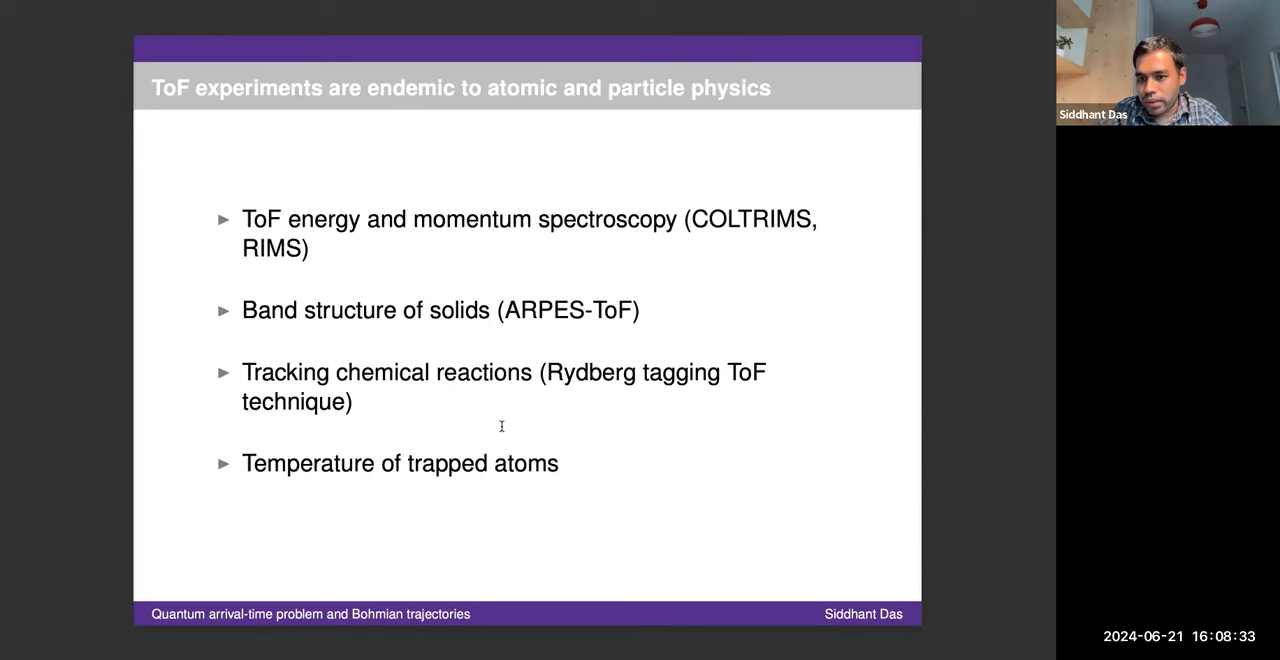 ToF experiments are endemic to atomic and particle physics
► ToF energy and momentum spectroscopy (COLTRIMS,
RIMS)
► Band structure of solids (ARPES-ToF)
► Tracking chemical reactions (Rydberg tagging ToF
technique)
► Temperature of trapped atoms
Quantum arrival-time problem and Bohmian trajectories
Siddhant Das
Siddhant Das
2024-06-21 16:08:33